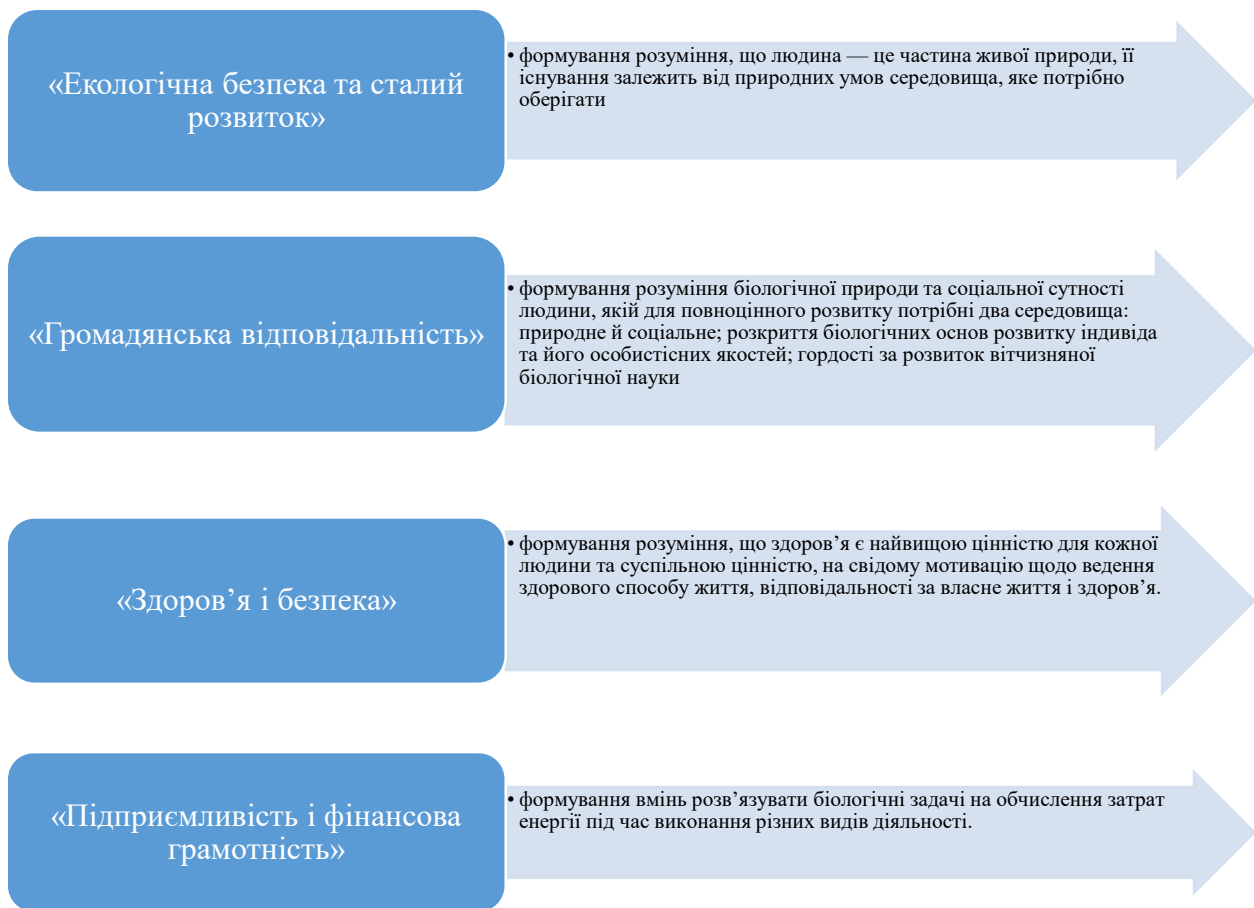 «Екологічна безпека та сталий
розвиток»
• формування розуміння, що людина — це частина живої природи, її
існування залежить від природних умов середовища, яке потрібно
оберігати
«Громадянська відповідальність»
• формування розуміння біологічної природи та соціальної сутності
людини, якій для повноцінного розвитку потрібні два середовища:
природне й соціальне; розкриття біологічних основ розвитку індивіда
та його особистісних якостей; гордості за розвиток вітчизняної
біологічної науки
«Здоров’я і безпека»
• формування розуміння, що здоров’я є найвищою цінністю для кожної
людини та суспільною цінністю, на свідому мотивацію щодо ведення
здорового способу життя, відповідальності за власне життя і здоров’я.
«Підприємливість і фінансова
грамотність»
• формування вмінь розв’язувати біологічні задачі на обчислення затрат
енергії під час виконання різних видів діяльності.